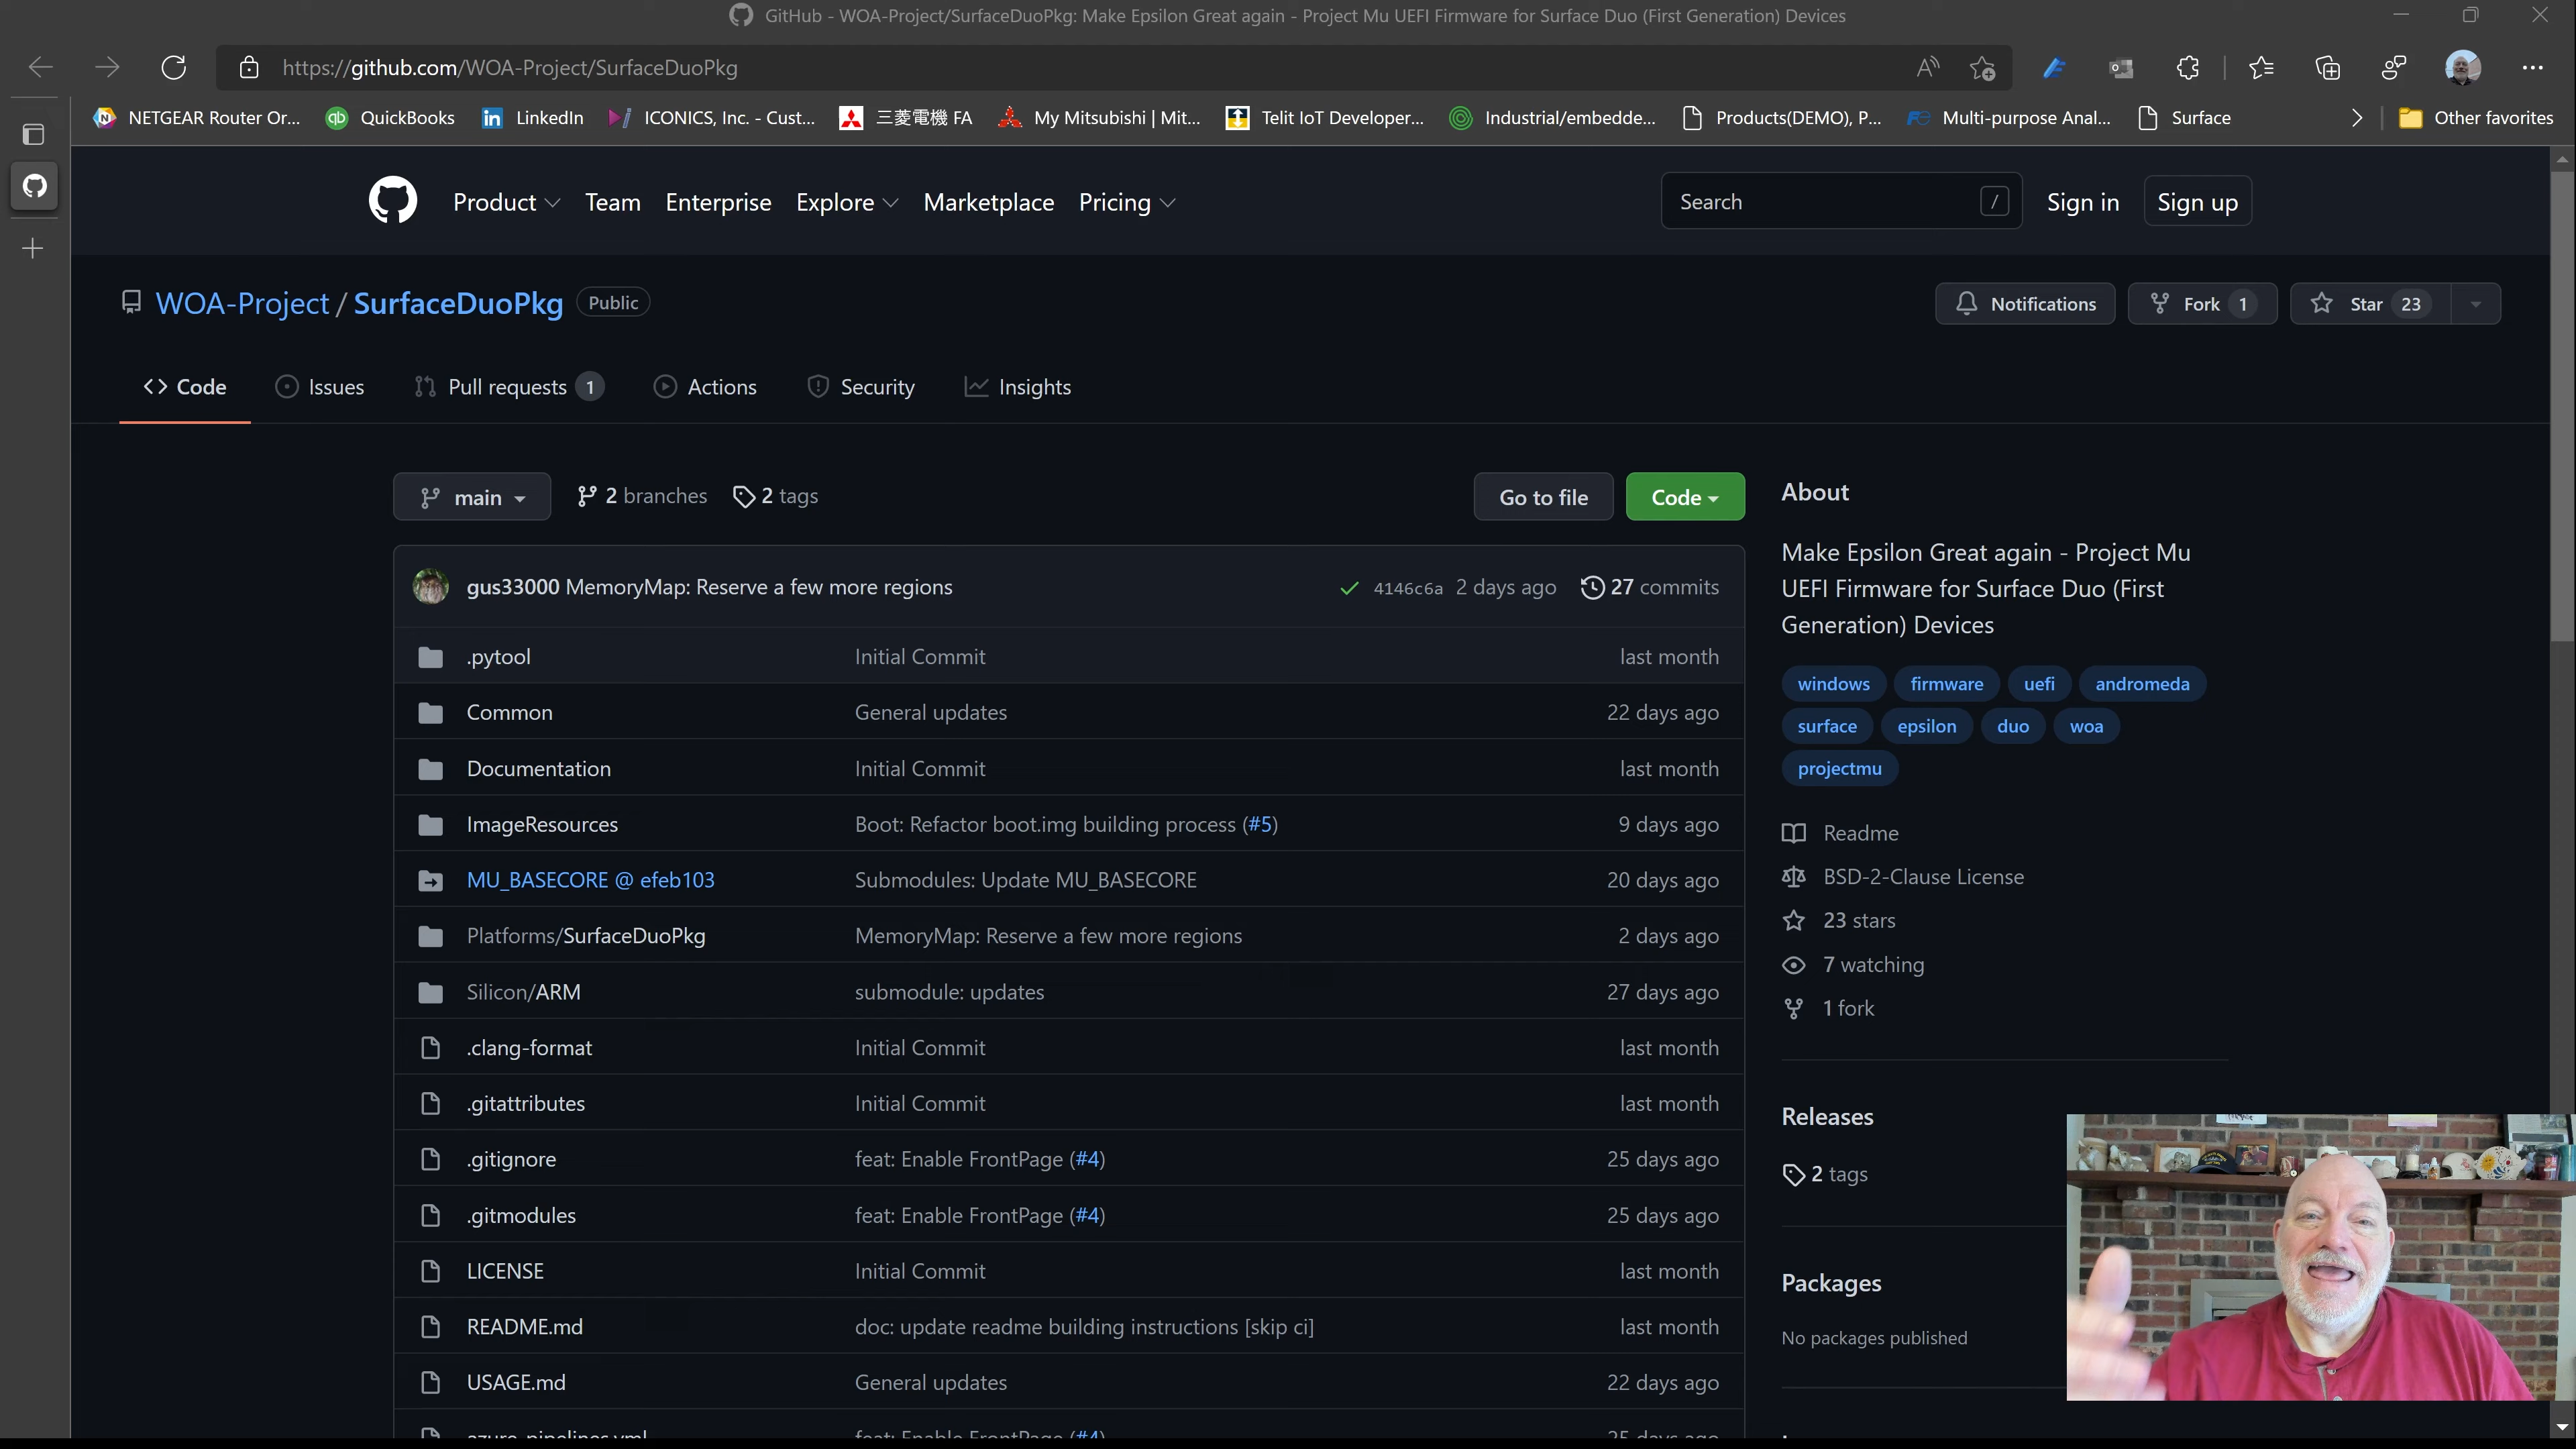 GitHub - WOA-Project/SurfaceDuoPkg: Make Epsilon Great again - Project Mu UEFI Firmware for Surface Duo (First Generation) Devices
https://github.com/WOA-Project/SurfaceDuoPkg
NETGEAR Router Or... QuickBooks LinkedIn ICONICS, Inc. - Cust... 三菱電機 FA My Mitsubishi | Mit... Telit IoT Developer... Industrial/embedde... Products(DEMO), P... Multi-purpose Anal... Surface Other favorites
Product Team Enterprise Explore Marketplace Pricing Search / Sign in Sign up
WOA-Project / SurfaceDuoPkg Public Notifications Fork 1 Star 23
Code Issues Pull requests 1 Actions Security Insights
main 2 branches 2 tags Go to file Code
gus33000 MemoryMap: Reserve a few more regions 4146c6a 2 days ago 27 commits
.pytool Initial Commit last month
Common General updates 22 days ago
Documentation Initial Commit last month
ImageResources Boot: Refactor boot.img building process (#5) 9 days ago
MU_BASECORE @ efeb103 Submodules: Update MU_BASECORE 20 days ago
Platforms/SurfaceDuoPkg MemoryMap: Reserve a few more regions 2 days ago
Silicon/ARM submodule: updates 27 days ago
.clang-format Initial Commit last month
.gitattributes Initial Commit last month
.gitignore feat: Enable FrontPage (#4) 25 days ago
.gitmodules feat: Enable FrontPage (#4) 25 days ago
LICENSE Initial Commit last month
README.md doc: update readme building instructions [skip ci] last month
USAGE.md General updates 22 days ago
azure-pipelines.yml feat: Enable FrontPage (#4) 25 days ago
About
Make Epsilon Great again - Project Mu
UEFI Firmware for Surface Duo (First
Generation) Devices
windows firmware uefi andromeda
surface epsilon duo woa
projectmu
Readme
BSD-2-Clause License
23 stars
7 watching
1 fork
Releases
2 tags
Packages
No packages published